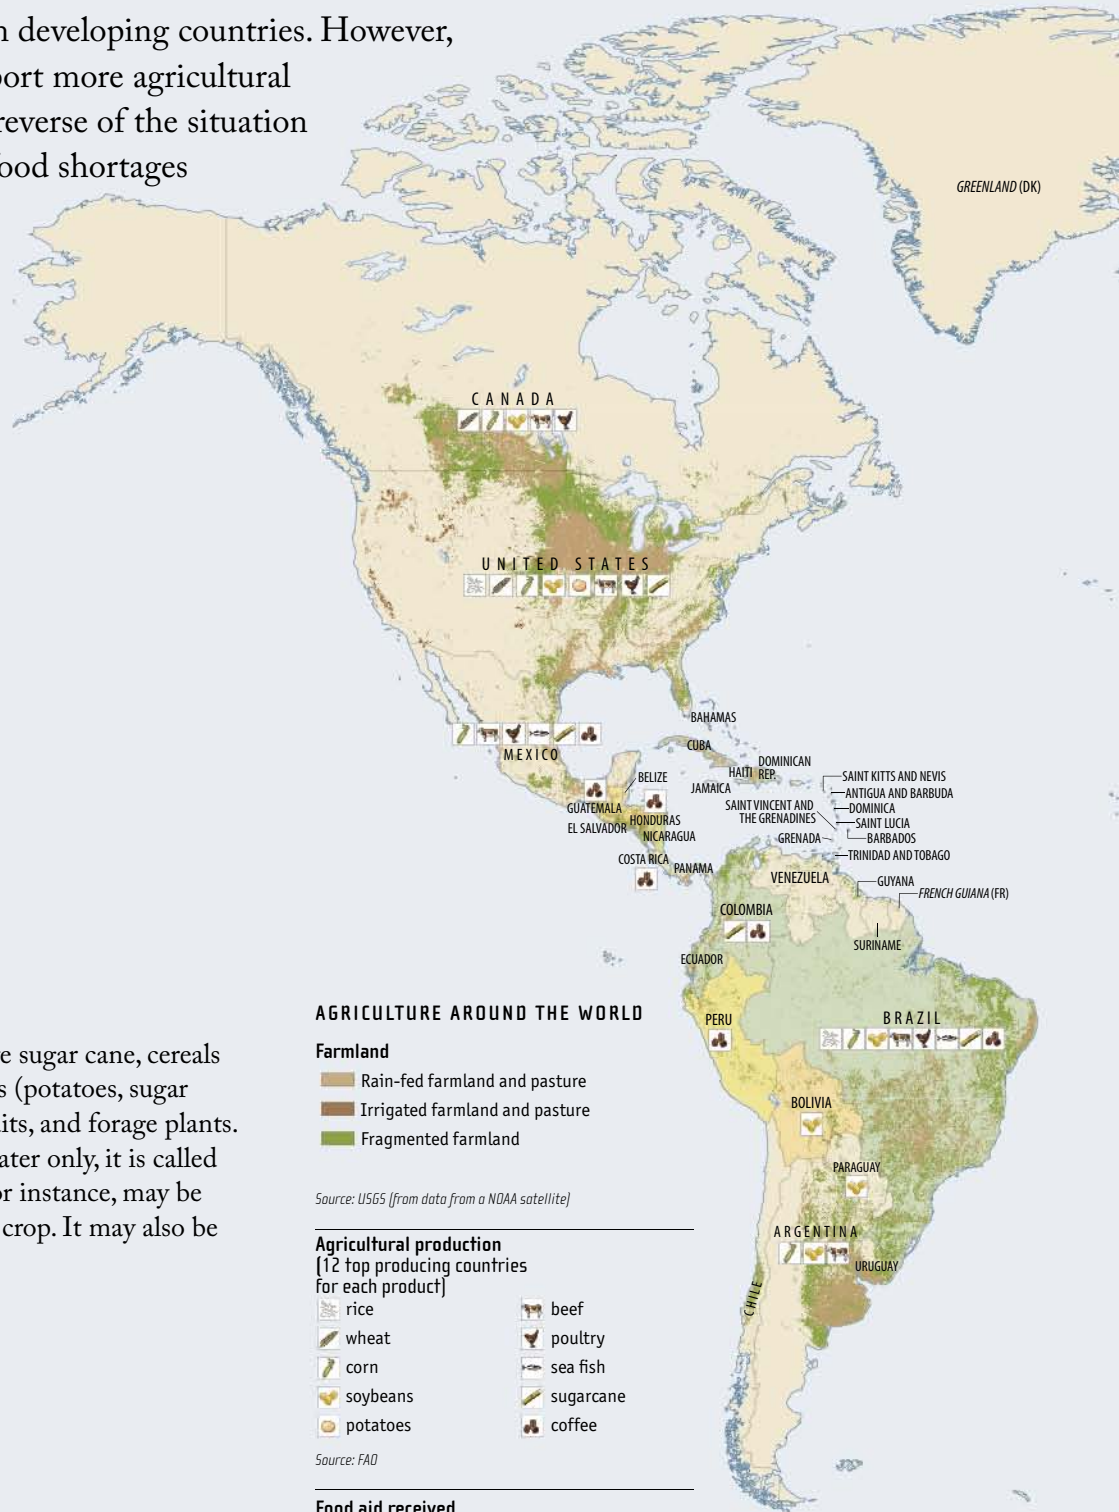 n developing countries. However,
port more agricultural
reverse of the situation
food shortages
GREENLAND (DK)
CANADA
UNITED STATES
BAHAMAS
MEXICO
CUBA
DOMINICAN
REP.
HAITI
BELIZE
JAMAICA
SAINT KITTS AND NEVIS
ANTIGUA AND BARBUDA
SAINT VINCENT AND
THE GRENADINES
DOMINICA
GUATEMALA
HONDURAS
SAINT LUCIA
EL SALVADOR
NICARAGUA
GRENADA
BARBADOS
COSTA RICA
PANAMA
TRINIDAD AND TOBAGO
VENEZUELA
GUYANA
FRENCH GUIANA (FR)
COLOMBIA
SURINAME
ECUADOR
PERU
BRAZIL
BOLIVIA
PARAGUAY
ARGENTINA
URUGUAY
CHILE
e sugar cane, cereals
s (potatoes, sugar
its, and forage plants.
ater only, it is called
or instance, may be
crop. It may also be
AGRICULTURE AROUND THE WORLD
Farmland
Rain-fed farmland and pasture
Irrigated farmland and pasture
Fragmented farmland
Source: USGS (from data from a NOAA satellite)
Agricultural production
(12 top producing countries
for each product)
rice
wheat
corn
soybeans
potatoes
beef
poultry
sea fish
sugarcane
coffee
Source: FAO
Food aid received